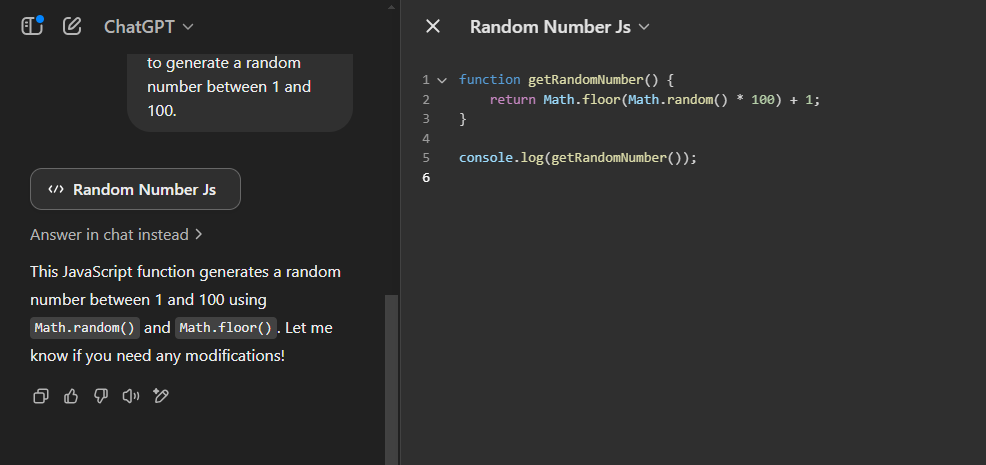 ChatGPT
to generate a random
number between 1 and
100.
Random Number Js
Answer in chat instead
This JavaScript function generates a random
number between 1 and 100 using
Math.random() and Math.floor(). Let me
know if you need any modifications!
Random Number Js
1 function getRandomNumber() {
2     return Math.floor(Math.random() * 100) + 1;
3 }
4
5 console.log(getRandomNumber());
6